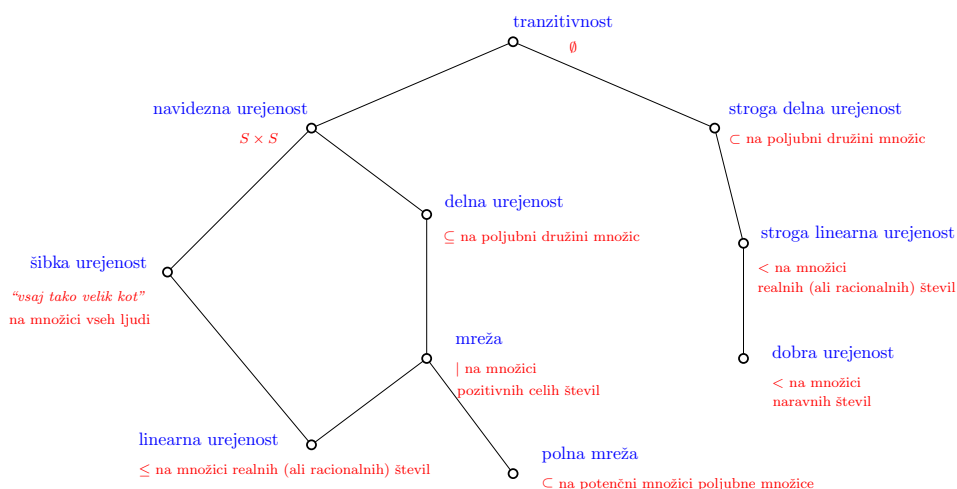 tranzitivnost
∅
navidezna urejenost
S × S
stroga delna urejenost
⊂ na poljubni družini množic
delna urejenost
⊆ na poljubni družini množic
stroga linearna urejenost
< na množici
realnih (ali racionalnih) števil
šibka urejenost
“vsaj tako velik kot”
na množici vseh ljudi
mreža
| na množici
pozitivnih celih števil
dobra urejenost
< na množici
naravnih števil
linearna urejenost
≤ na množici realnih (ali racionalnih) števil
polna mreža
⊂ na potenčni množici poljubne množice